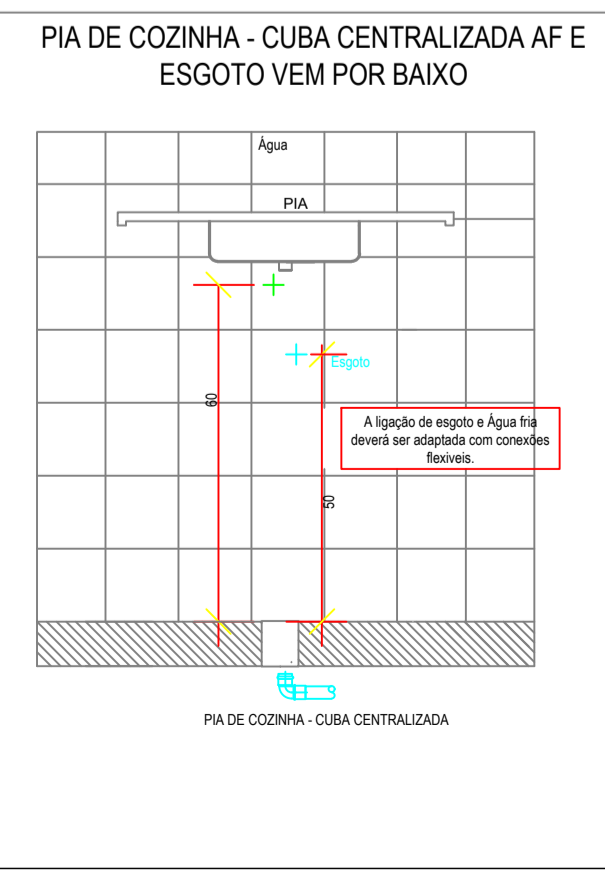 PIA DE COZINHA - CUBA CENTRALIZADA AF E
ESGOTO VEM POR BAIXO
Água
PIA
Esgoto
60
A ligação de esgoto e Água fria
deverá ser adaptada com conexões
flexiveis.
50
PIA DE COZINHA - CUBA CENTRALIZADA